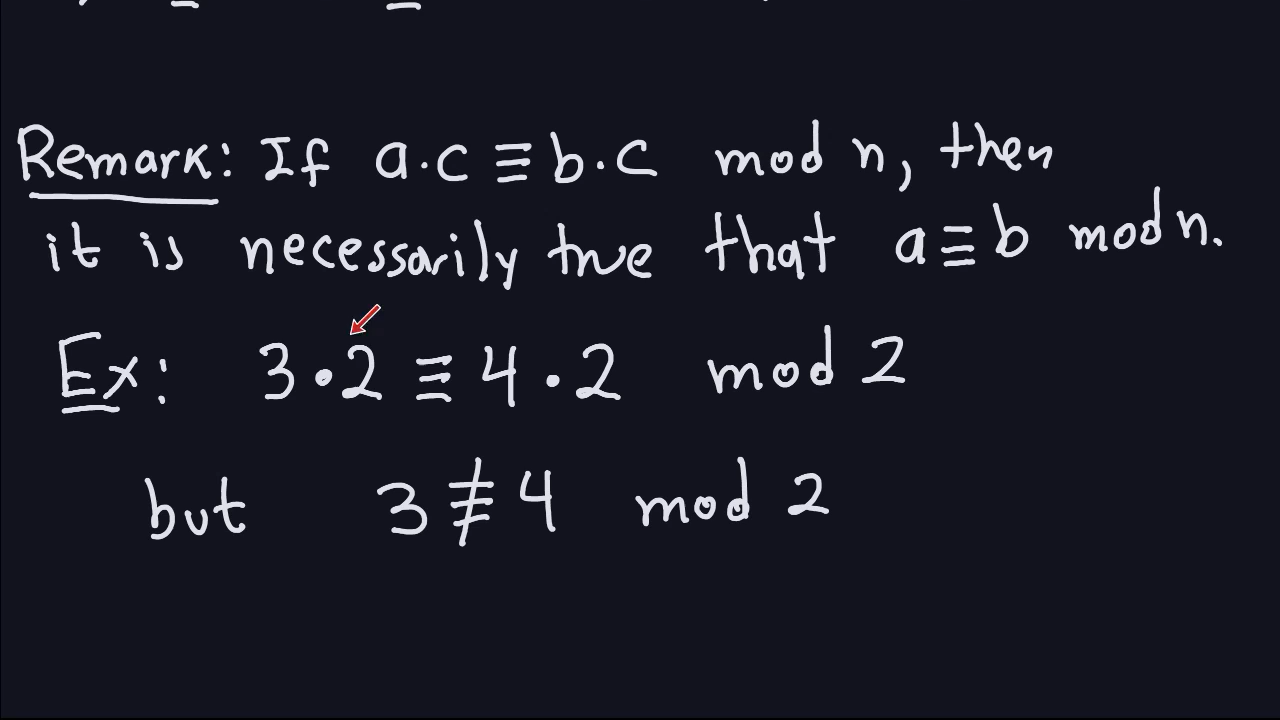 Remark: If a·c ≡ b·c mod n, then
it is necessarily true that a ≡ b mod n.
Ex: 3·2 ≡ 4·2 mod 2
but 3 ≢ 4 mod 2